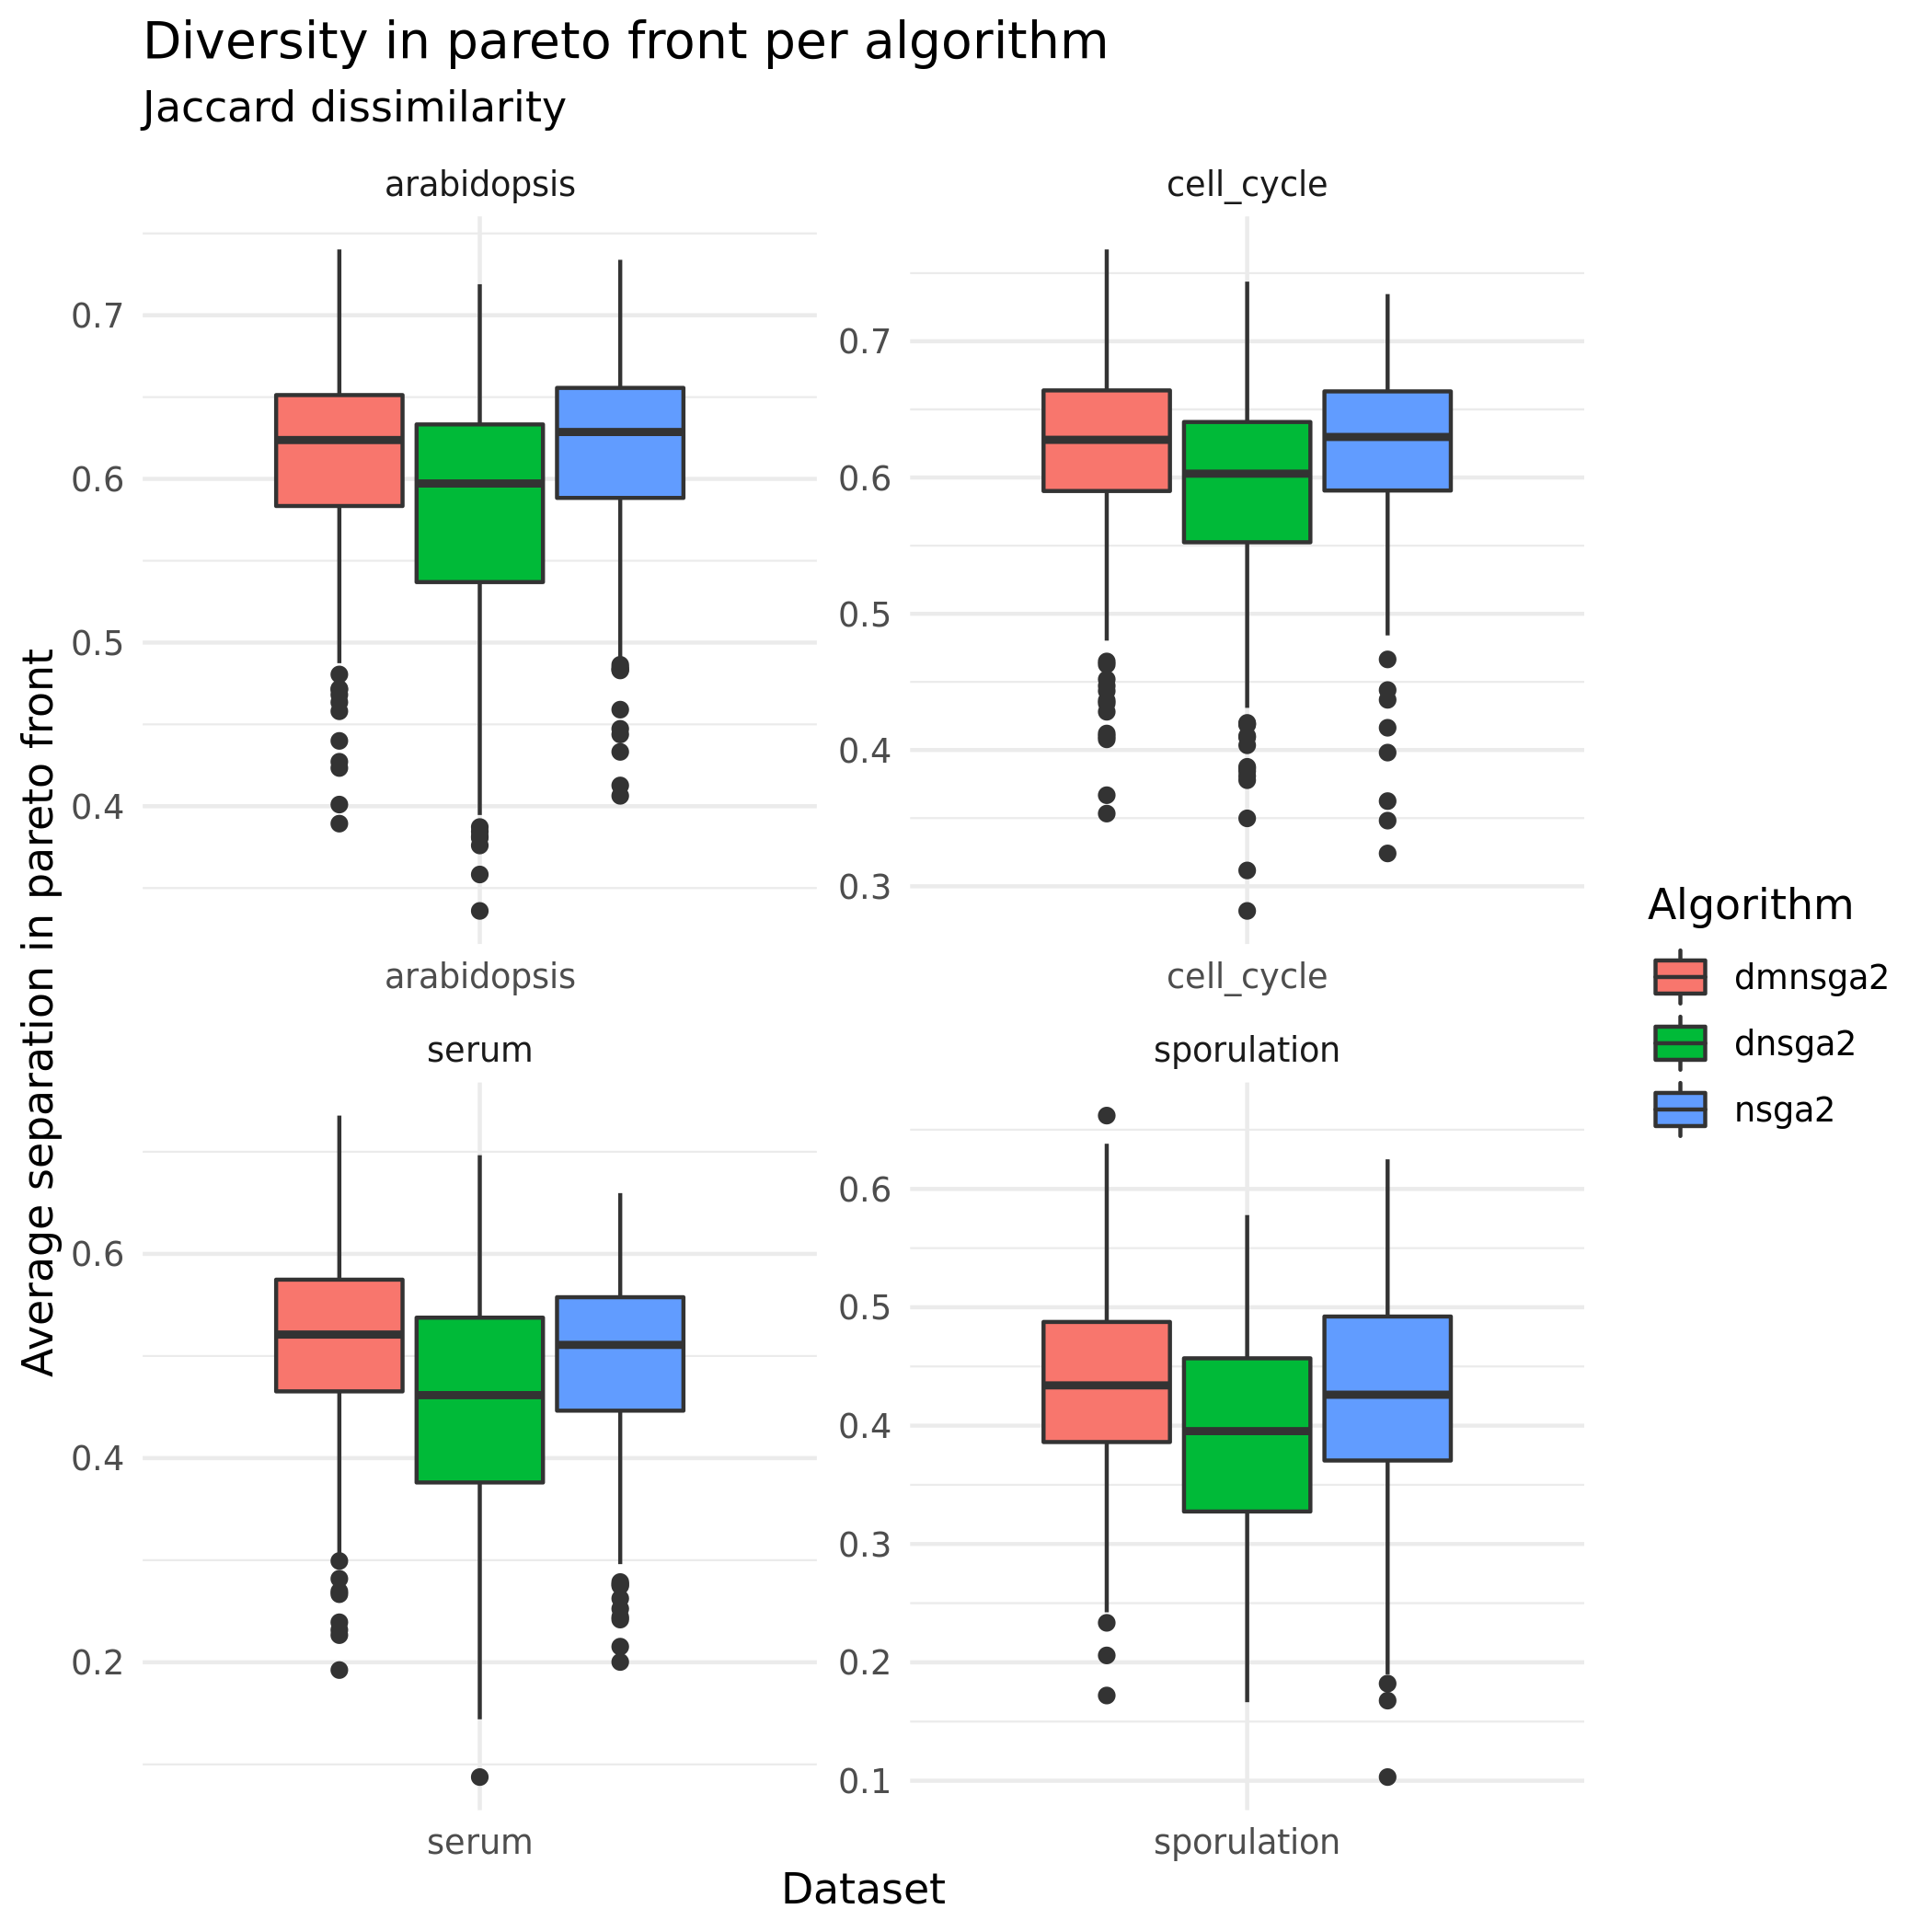 Diversity in pareto front per algorithm
Jaccard dissimilarity
arabidopsis
cell_cycle
0.7
0.6
0.5
0.4
0.7
0.6
0.5
0.4
0.3
arabidopsis
cell_cycle
serum
sporulation
0.6
0.4
0.2
0.6
0.5
0.4
0.3
0.2
0.1
serum
sporulation
Dataset
Average separation in pareto front
Algorithm
dmnsga2
dnsga2
nsga2